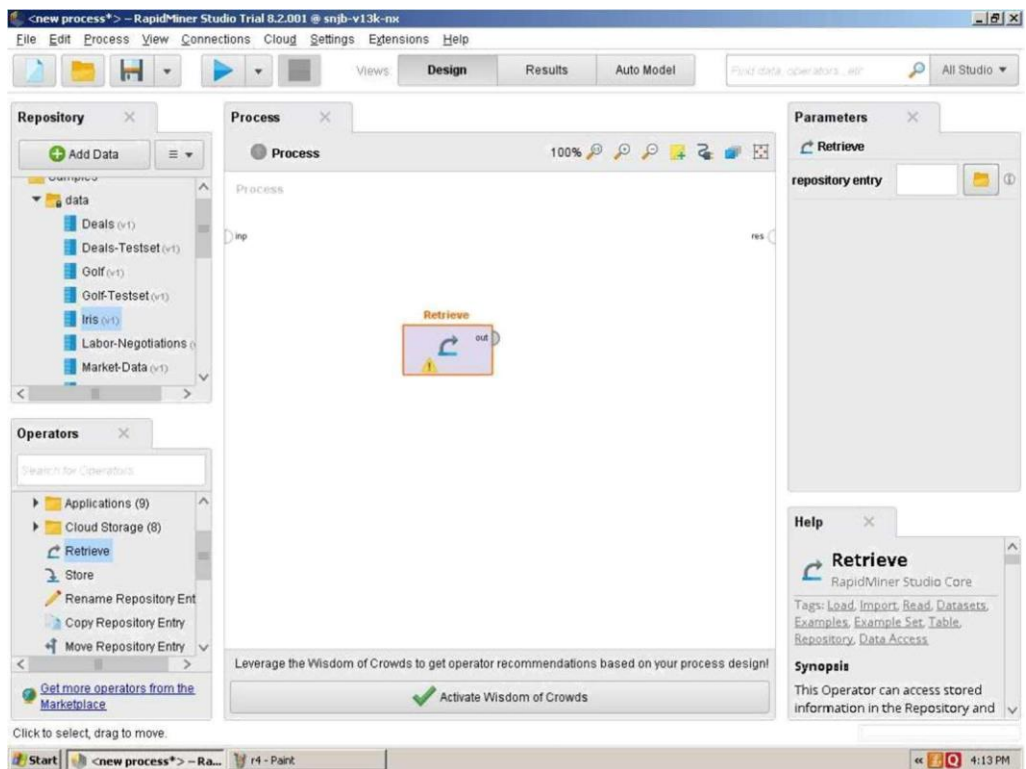 <new process*> – RapidMiner Studio Trial 8.2.001 @ snjb-v13k-nx
File Edit Process View Connections Cloud Settings Extensions Help
Views: Design Results Auto Model Find data, operators...etc All Studio
Repository
Add Data
Samples
data
Deals (v1)
Deals-Testset (v1)
Golf (v1)
Golf-Testset (v1)
Iris (v1)
Labor-Negotiations
Market-Data (v1)
Operators
Search for Operators
Applications (9)
Cloud Storage (8)
Retrieve
Store
Rename Repository Ent
Copy Repository Entry
Move Repository Entry
Get more operators from the
Marketplace
Process
Process
100%
Process
inp
res
Retrieve
out
Leverage the Wisdom of Crowds to get operator recommendations based on your process design!
Activate Wisdom of Crowds
Parameters
Retrieve
repository entry
Help
Retrieve
RapidMiner Studio Core
Tags: Load, Import, Read, Datasets,
Examples, Example Set, Table,
Repository, Data Access
Synopsis
This Operator can access stored
information in the Repository and
Click to select, drag to move.
Start <new process*> – Ra... r4 - Paint « Q 4:13 PM